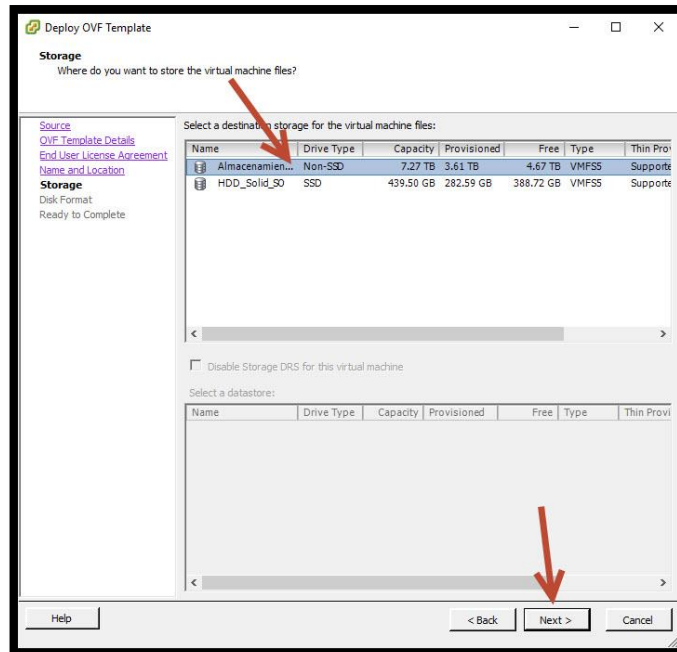 Deploy OVF Template
Storage
Where do you want to store the virtual machine files?
Source
OVF Template Details
End User License Agreement
Name and Location
Storage
Disk Format
Ready to Complete
Select a destination storage for the virtual machine files:
Name Drive Type Capacity Provisioned Free Type Thin Prov
Almacenamien... Non-SSD 7.27 TB 3.61 TB 4.67 TB VMFS5 Supporte
HDD_Solid_SO SSD 439.50 GB 282.59 GB 388.72 GB VMFS5 Supporte
Disable Storage DRS for this virtual machine
Select a datastore:
Name Drive Type Capacity Provisioned Free Type Thin Provi
Help < Back Next > Cancel